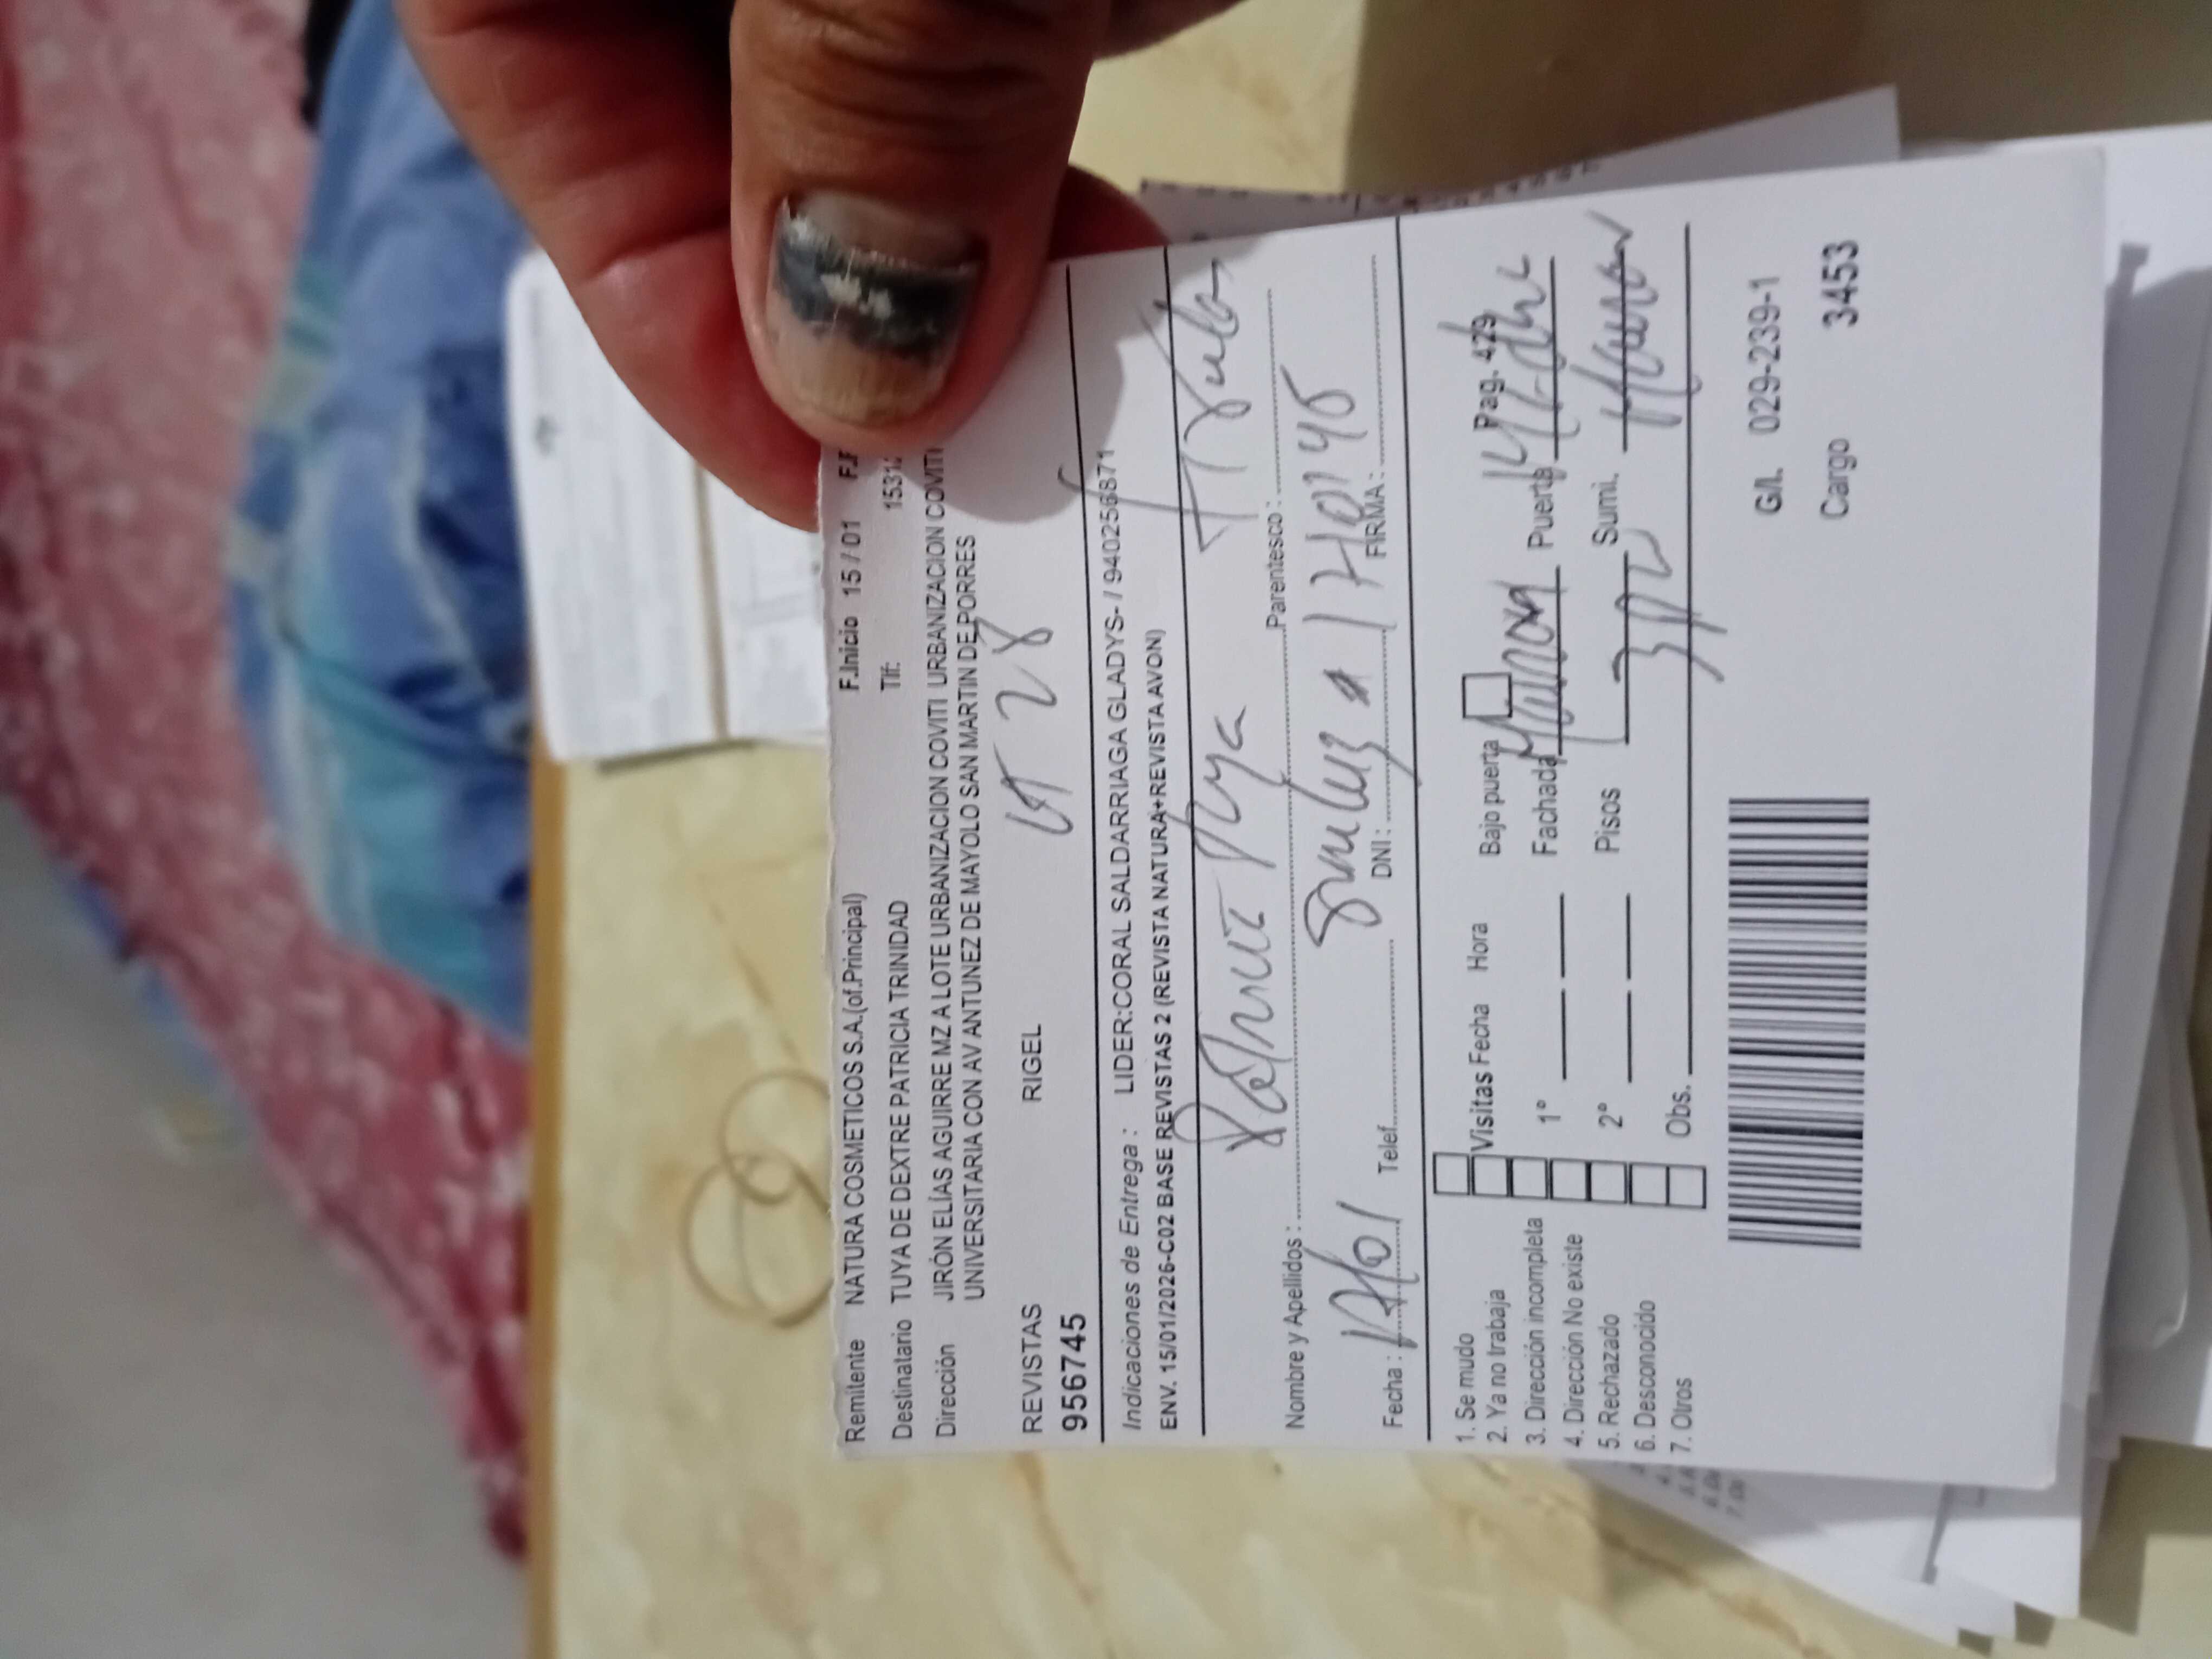 Remitente NATURA COSMETICOS S.A.(of.Principal) F.Inicio 15 / 01
Destinatario TUYA DE DEXTRE PATRICIA TRINIDAD Tlf: 1531
Dirección JIRÓN ELÍAS AGUIRRE MZ A LOTE URBANIZACION COVITI URBANIZACION COVITI
UNIVERSITARIA CON AV ANTUNEZ DE MAYOLO SAN MARTIN DE PORRES
REVISTAS RIGEL 28
956745
Indicaciones de Entrega : LIDER:CORAL SALDARRIAGA GLADYS- / 940256871
ENV. 15/01/2026-C02 BASE REVISTAS 2 (REVISTA NATURA+REVISTA AVON)
Nombre y Apellidos : Parentesco :
Fecha : Telef. DNI : FIRMA :
1. Se mudo
2. Ya no trabaja
3. Dirección incompleta
4. Dirección No existe
5. Rechazado
6. Desconocido
7. Otros
Visitas Fecha Hora Bajo puerta Pag. 429
1° Fachada Puerta
2° Pisos Sumi.
Obs.
G/L 029-239-1
Cargo 3453